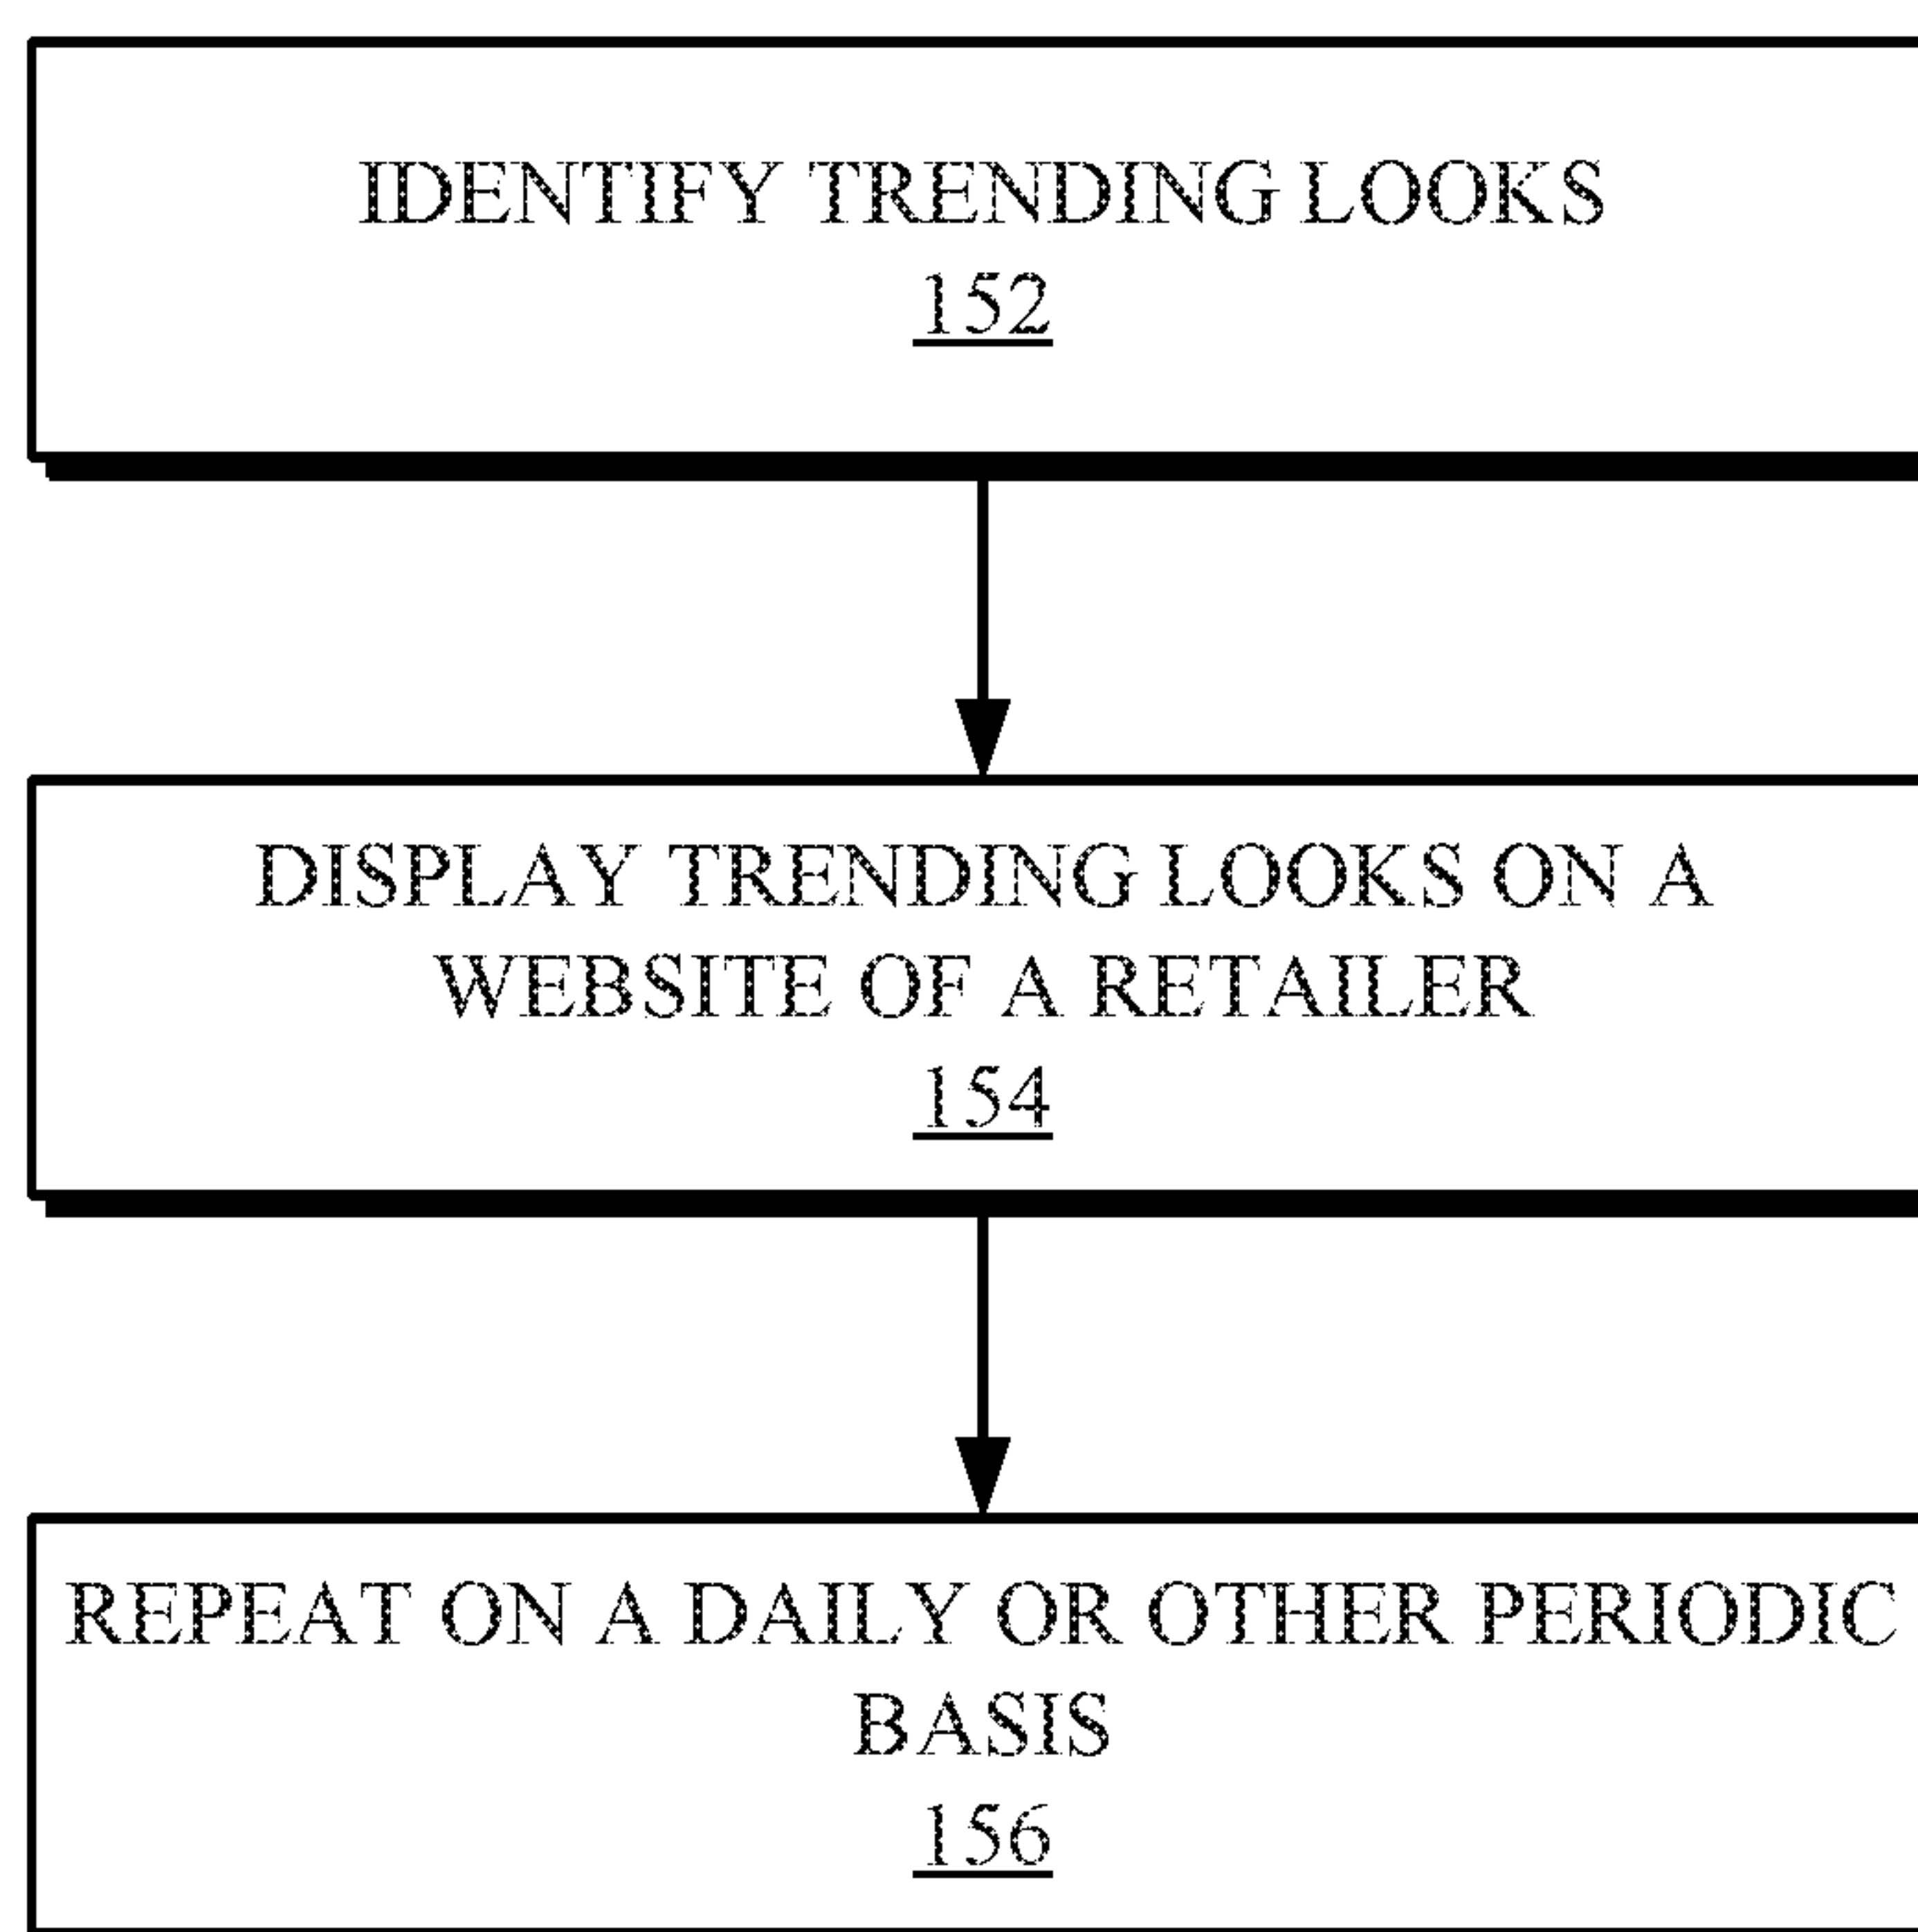 IDENTIFY TRENDING LOOKS
152
DISPLAY TRENDING LOOKS ON A
WEBSITE OF A RETAILER
154
REPEAT ON A DAILY OR OTHER PERIODIC
BASIS
156